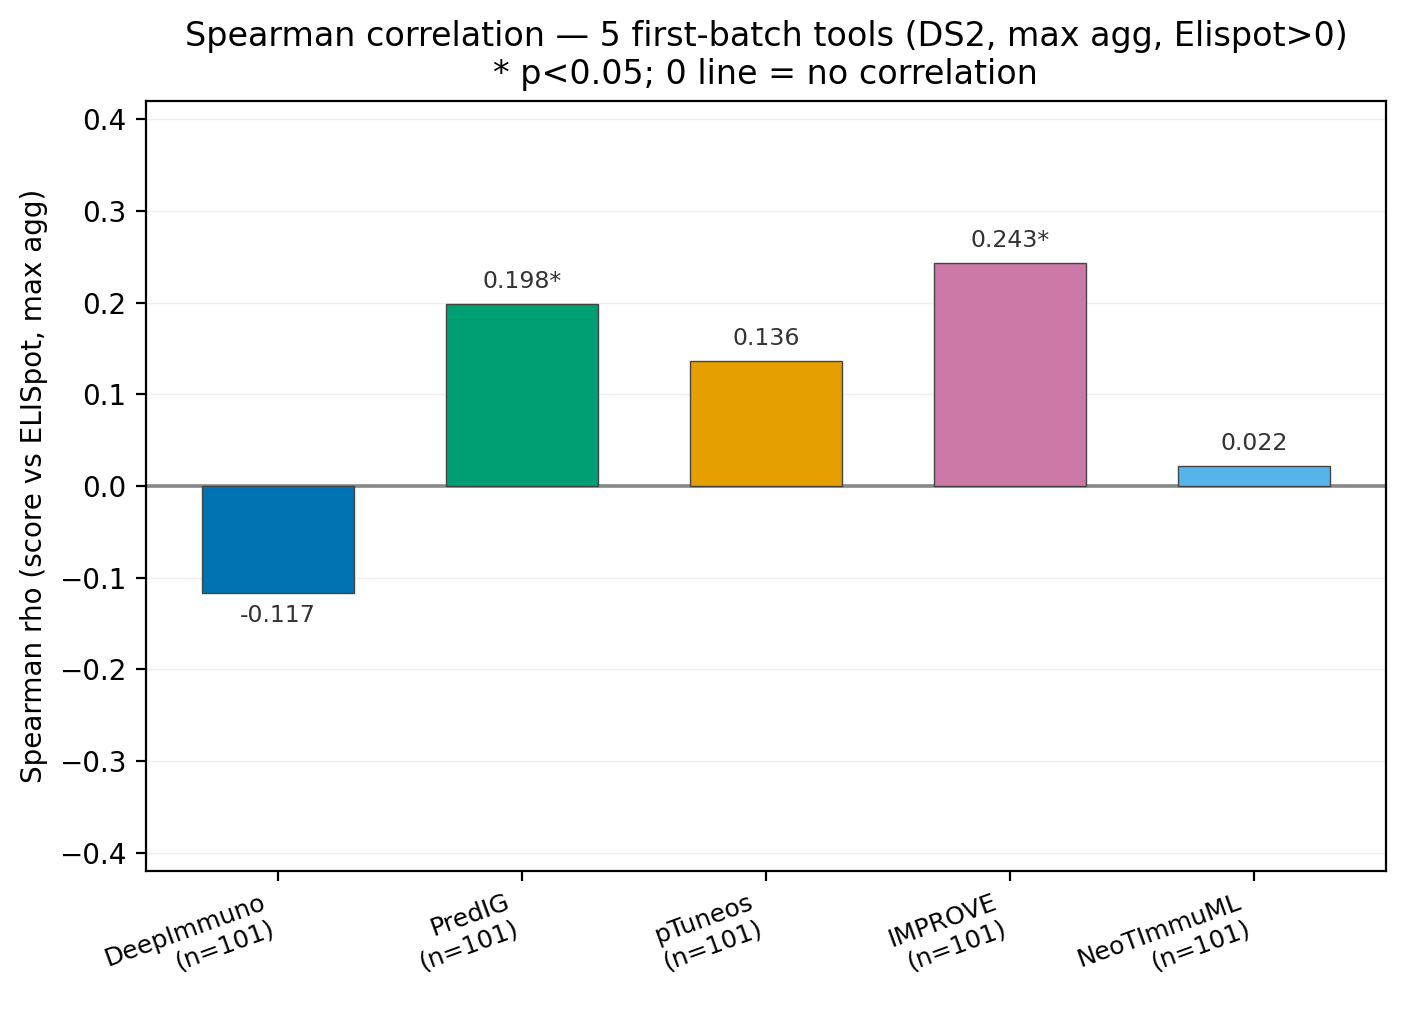 Spearman correlation — 5 first-batch tools (DS2, max agg, Elispot>0)
* p<0.05; 0 line = no correlation
Spearman rho (score vs ELISpot, max agg)
0.4
0.3
0.2
0.1
0.0
−0.1
−0.2
−0.3
−0.4
-0.117
0.198*
0.136
0.243*
0.022
DeepImmuno
(n=101)
PredIG
(n=101)
pTuneos
(n=101)
IMPROVE
(n=101)
NeoTImmuML
(n=101)